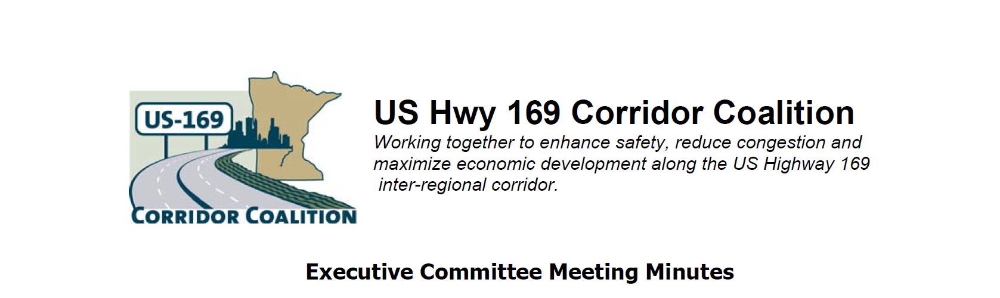 US-169
CORRIDOR COALITION
US Hwy 169 Corridor Coalition
Working together to enhance safety, reduce congestion and
maximize economic development along the US Highway 169
inter-regional corridor.
Executive Committee Meeting Minutes